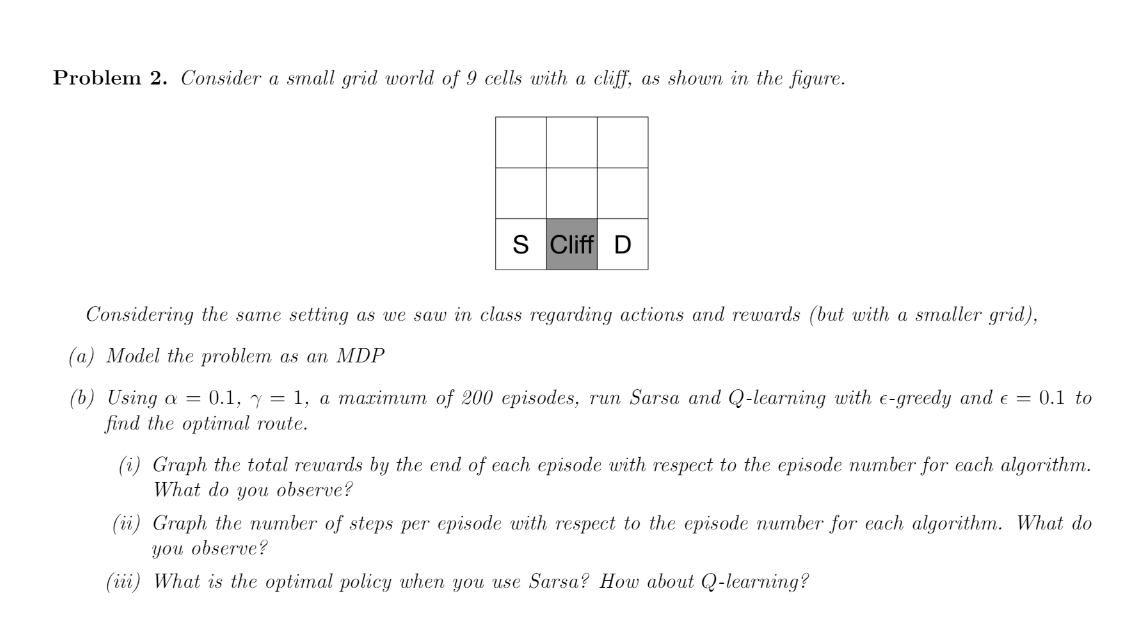 Problem 2. Consider a small grid world of 9 cells with a cliff, as shown in the figure.
S Cliff D
Considering the same setting as we saw in class regarding actions and rewards (but with a smaller grid),
(a) Model the problem as an MDP
(b) Using α = 0.1, γ = 1, a maximum of 200 episodes, run Sarsa and Q-learning with ϵ-greedy and ϵ = 0.1 to
find the optimal route.
(i) Graph the total rewards by the end of each episode with respect to the episode number for each algorithm.
What do you observe?
(ii) Graph the number of steps per episode with respect to the episode number for each algorithm. What do
you observe?
(iii) What is the optimal policy when you use Sarsa? How about Q-learning?